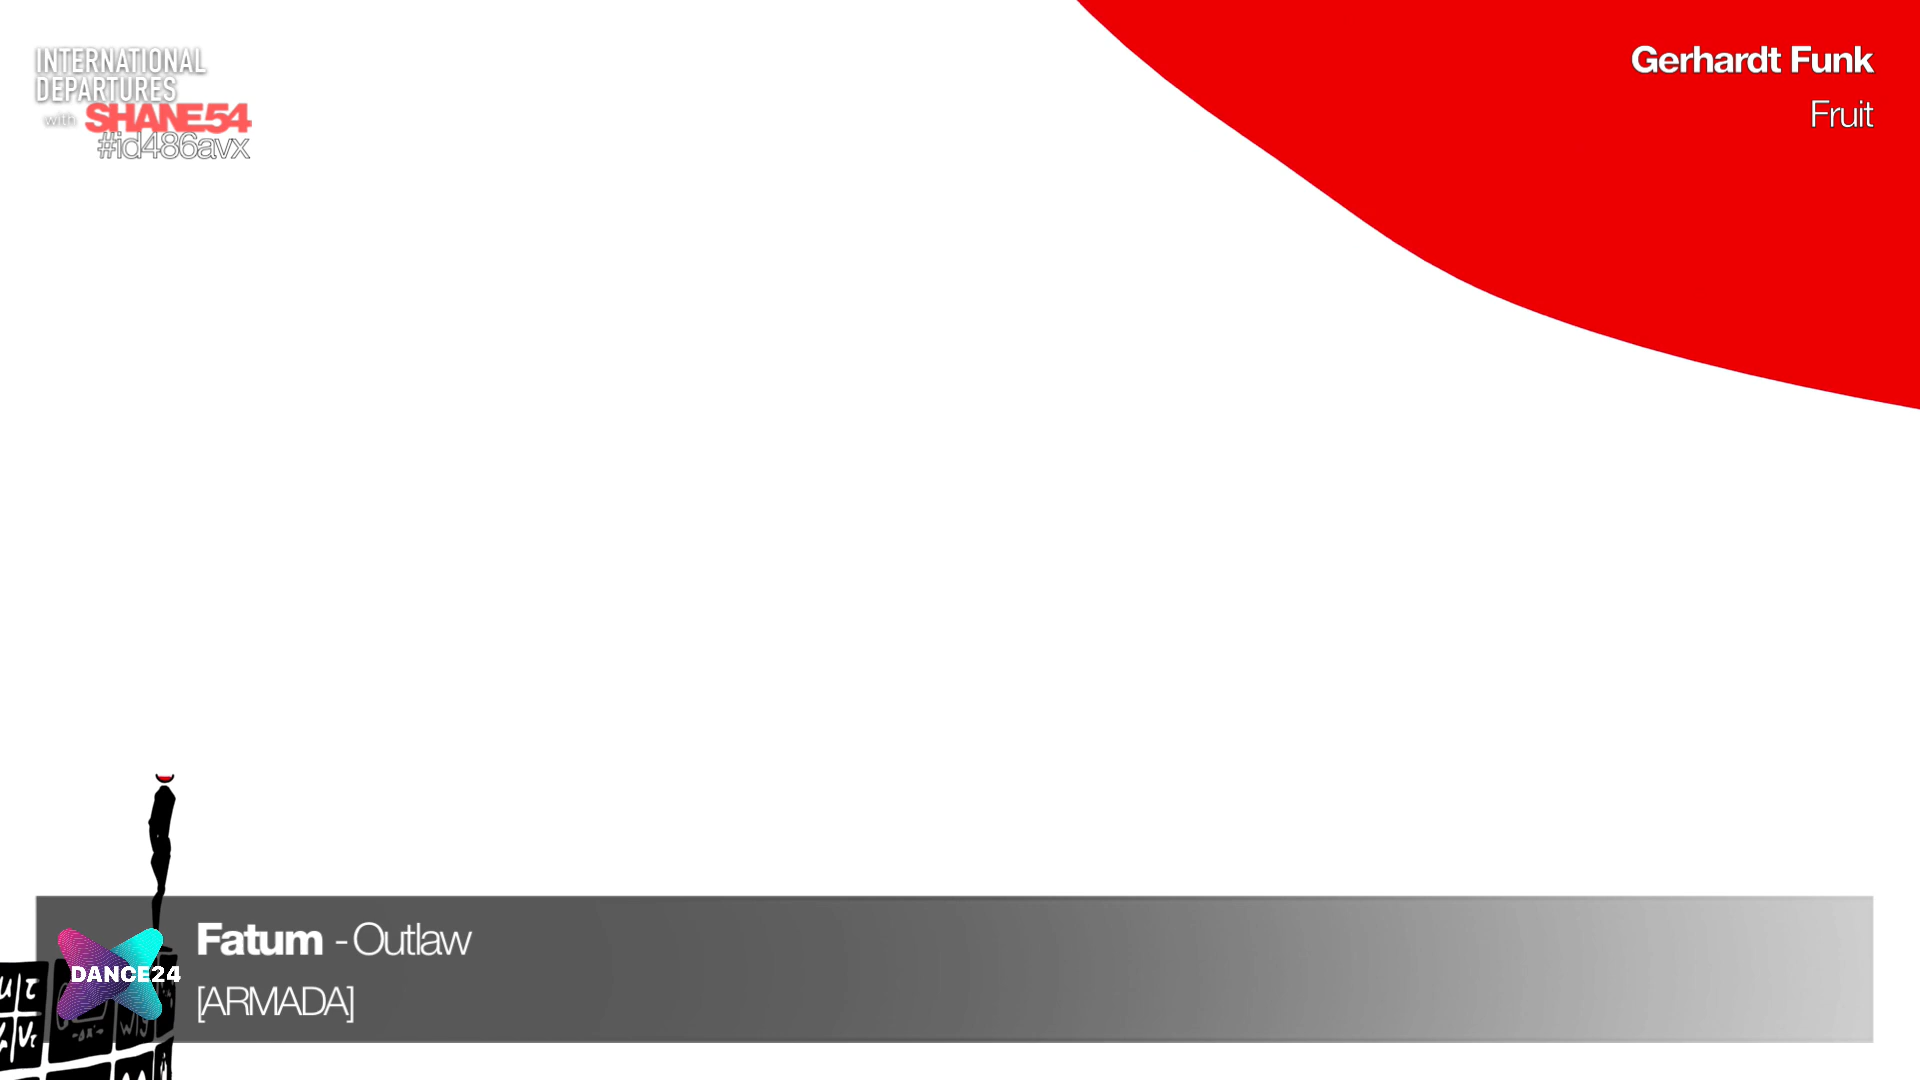 INTERNATIONAL
DEPARTURES
with SHANE54
#id486avx
Gerhardt Funk
Fruit
Fatum - Outlaw
[ARMADA]
DANCE24